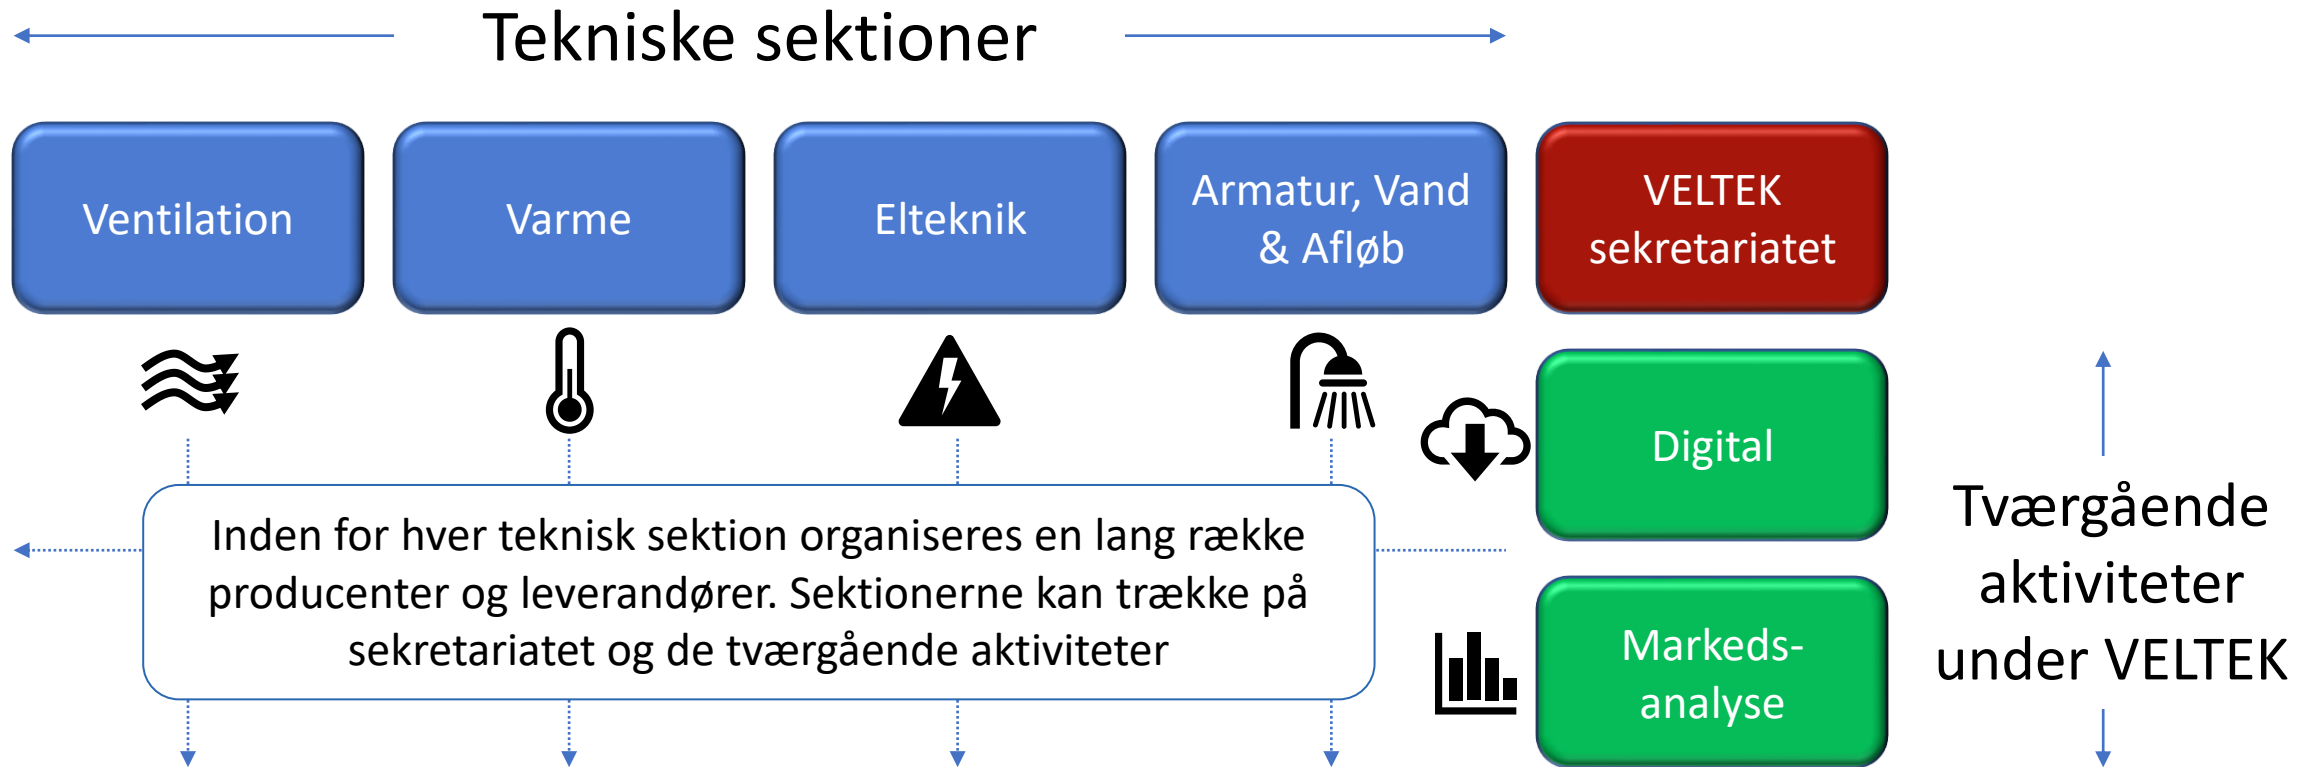 Tekniske sektioner
Ventilation
Varme
Elteknik
Armatur, Vand
& Afløb
VELTEK
sekretariatet
Digital
Inden for hver teknisk sektion organiseres en lang række
producenter og leverandører. Sektionerne kan trække på
sekretariatet og de tværgående aktiviteter
Markeds-
analyse
Tværgående
aktiviteter
under VELTEK